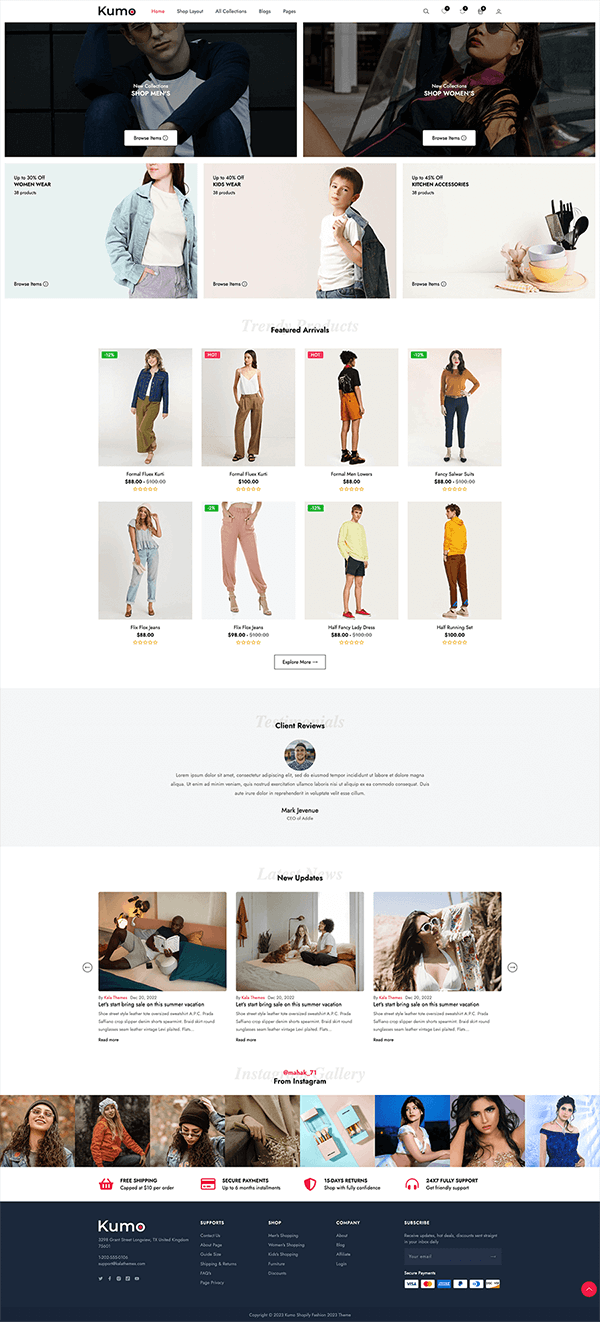 Kumo
Home Shop Layout All Collections Blogs Pages
New Collections
SHOP MEN'S
Browse Items
New Collections
SHOP WOMEN'S
Browse Items
Up to 30% Off
WOMEN WEAR
38 products
Browse Items
Up to 40% Off
KIDS WEAR
38 products
Browse Items
Up to 45% Off
KITCHEN ACCESSORIES
38 products
Browse Items
Trendy Products
Featured Arrivals
-12%
HOT
HOT
-12%
Formal Fluex Kurti
$88.00 - $100.00
Formal Fluex Kurti
$100.00
Formal Men Lowers
$88.00
Fancy Salwar Suits
$88.00 - $100.00
-2%
-12%
Flix Flox Jeans
$88.00
Flix Flox Jeans
$98.00 - $100.00
Half Fancy Lady Dress
$88.00 - $100.00
Half Running Set
$100.00
Explore More
Testimonials
Client Reviews
Lorem ipsum dolor sit amet, consectetur adipiscing elit, sed do eiusmod tempor incididunt ut labore et dolore magna
aliqua. Ut enim ad minim veniam, quis nostrud exercitation ullamco laboris nisi ut aliquip ex ea commodo consequat. Duis
aute irure dolor in reprehenderit in voluptate velit esse cillum.
Mark Jevenue
CEO of Addle
Latest News
New Updates
By Kala Themes Dec 20, 2022
Let's start bring sale on this summer vacation
Shoe street style leather tote oversized sweatshirt A.P.C. Prada
Saffiano crop slipper denim shorts spearmint. Braid skirt round
sunglasses seam leather vintage Levi plaited. Flats...
Read more
By Kala Themes Dec 20, 2022
Let's start bring sale on this summer vacation
Shoe street style leather tote oversized sweatshirt A.P.C. Prada
Saffiano crop slipper denim shorts spearmint. Braid skirt round
sunglasses seam leather vintage Levi plaited. Flats...
Read more
By Kala Themes Dec 20, 2022
Let's start bring sale on this summer vacation
Shoe street style leather tote oversized sweatshirt A.P.C. Prada
Saffiano crop slipper denim shorts spearmint. Braid skirt round
sunglasses seam leather vintage Levi plaited. Flats...
Read more
Instagram Gallery
@mahak_71
From Instagram
FREE SHIPPING
Capped at $10 per order
SECURE PAYMENTS
Up to 6 months installments
15-DAYS RETURNS
Shop with fully confidence
24X7 FULLY SUPPORT
Get friendly support
Kumo
3298 Grant Street Longview, TX United Kingdom
75601
1-202-555-0106
support@kalathemes.com
SUPPORTS
Contact Us
About Page
Guide Size
Shipping & Returns
FAQ's
Page Privacy
SHOP
Men's Shopping
Women's Shopping
Kids's Shopping
Furniture
Discounts
COMPANY
About
Blog
Affiliate
Login
SUBSCRIBE
Receive updates, hot deals, discounts sent straignt
in your inbox daily
Your email
Secure Payments
VISA
Copyright © 2023 Kumo Shopify Fashion 2023 Theme